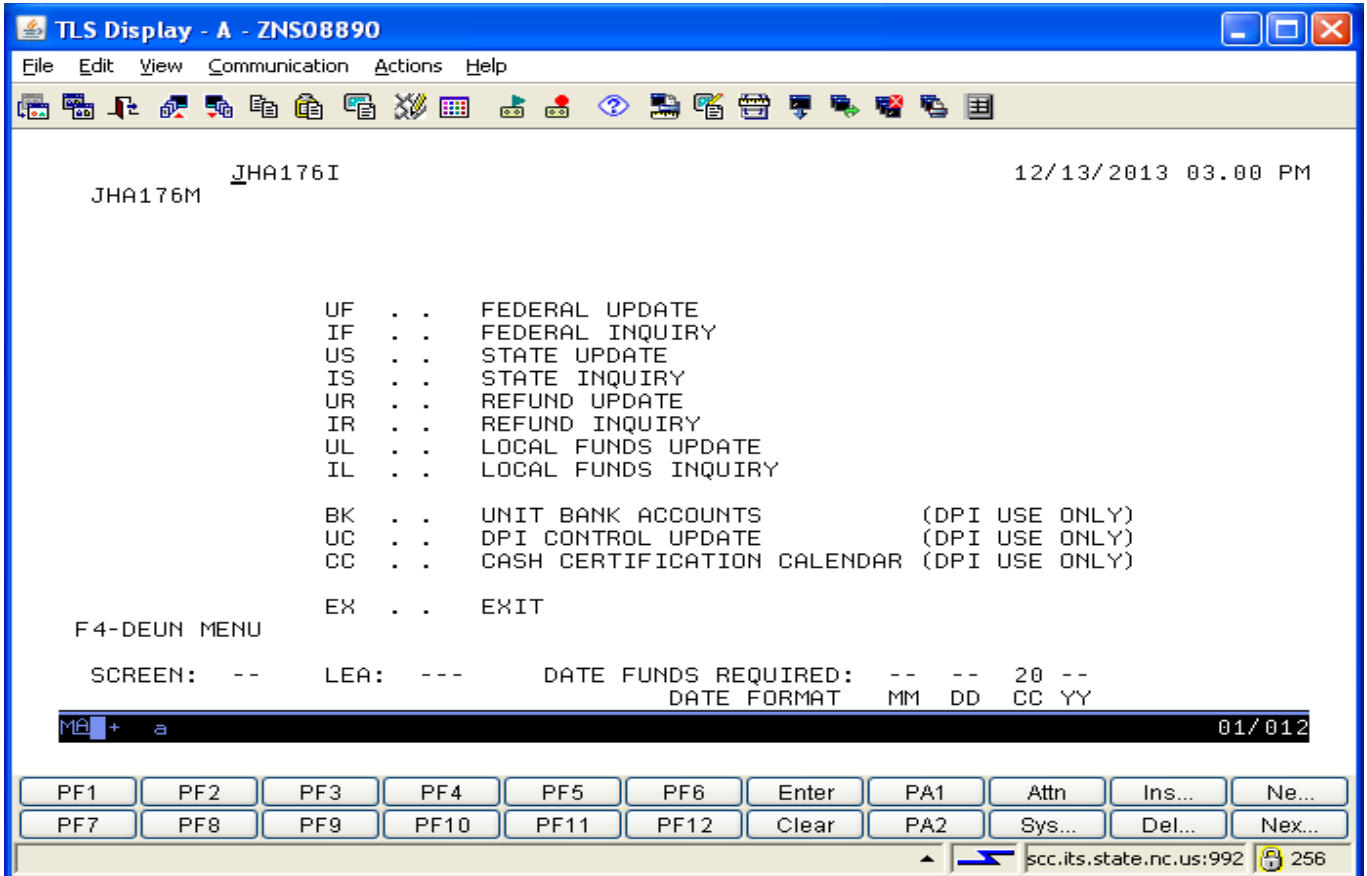 TLS Display - A - ZNSO8890
File Edit View Communication Actions Help
JHA176I 12/13/2013 03.00 PM
JHA176M
UF . . FEDERAL UPDATE
IF . . FEDERAL INQUIRY
US . . STATE UPDATE
IS . . STATE INQUIRY
UR . . REFUND UPDATE
IR . . REFUND INQUIRY
UL . . LOCAL FUNDS UPDATE
IL . . LOCAL FUNDS INQUIRY
BK . . UNIT BANK ACCOUNTS (DPI USE ONLY)
UC . . DPI CONTROL UPDATE (DPI USE ONLY)
CC . . CASH CERTIFICATION CALENDAR (DPI USE ONLY)
EX . . EXIT
F4-DEUN MENU
SCREEN: -- LEA: --- DATE FUNDS REQUIRED: -- -- 20 --
DATE FORMAT MM DD CC YY
MA + a 01/012
PF1 PF2 PF3 PF4 PF5 PF6 Enter PA1 Attn Ins... Ne...
PF7 PF8 PF9 PF10 PF11 PF12 Clear PA2 Sys... Del... Nex...
scc.its.state.nc.us:992 256